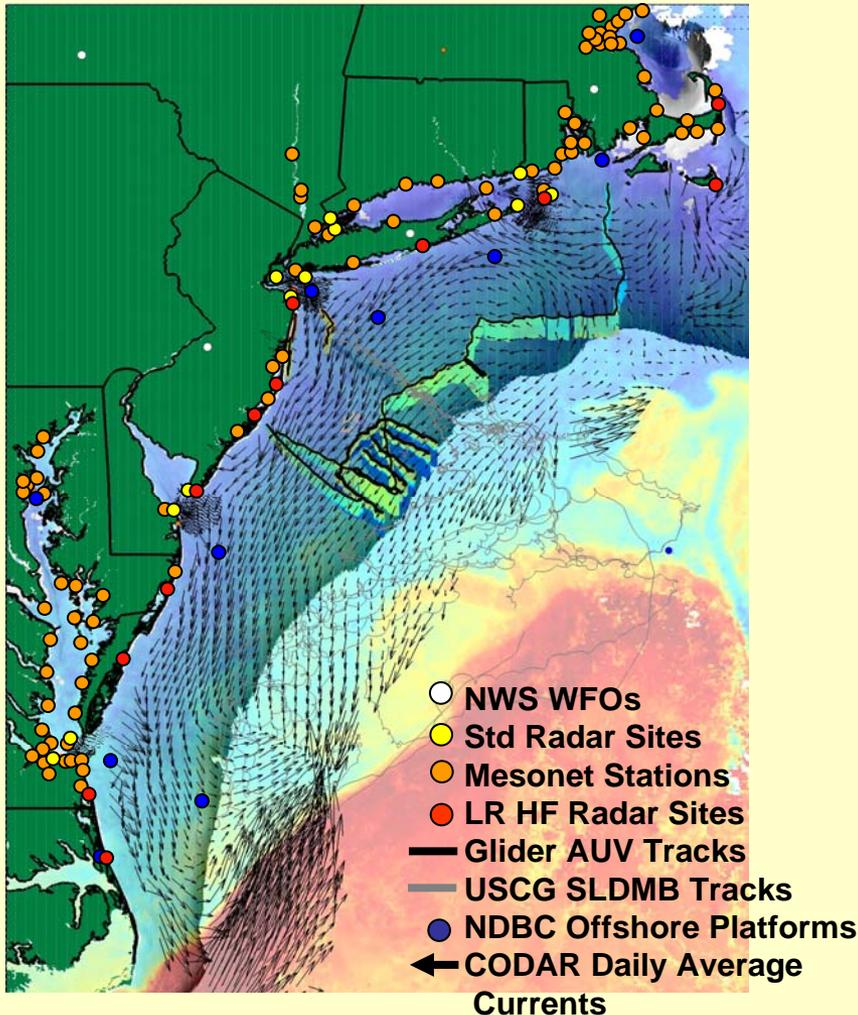 NWS WFOs
Std Radar Sites
Mesonet Stations
LR HF Radar Sites
Glider AUV Tracks
USCG SLDMB Tracks
NDBC Offshore Platforms
CODAR Daily Average
Currents